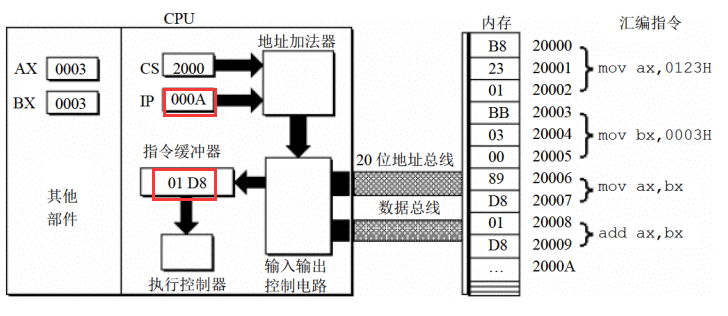 CPU
内存
汇编指令
地址加法器
AX 0003
BX 0003
CS 2000
IP 000A
指令缓冲器
01 D8
其他
部件
执行控制器
输入输出
控制电路
20 位地址总线
数据总线
B8 20000
23 20001 mov ax,0123H
01 20002
BB 20003
03 20004 mov bx,0003H
00 20005
89 20006
mov ax,bx
D8 20007
01 20008
add ax,bx
D8 20009
… 2000A